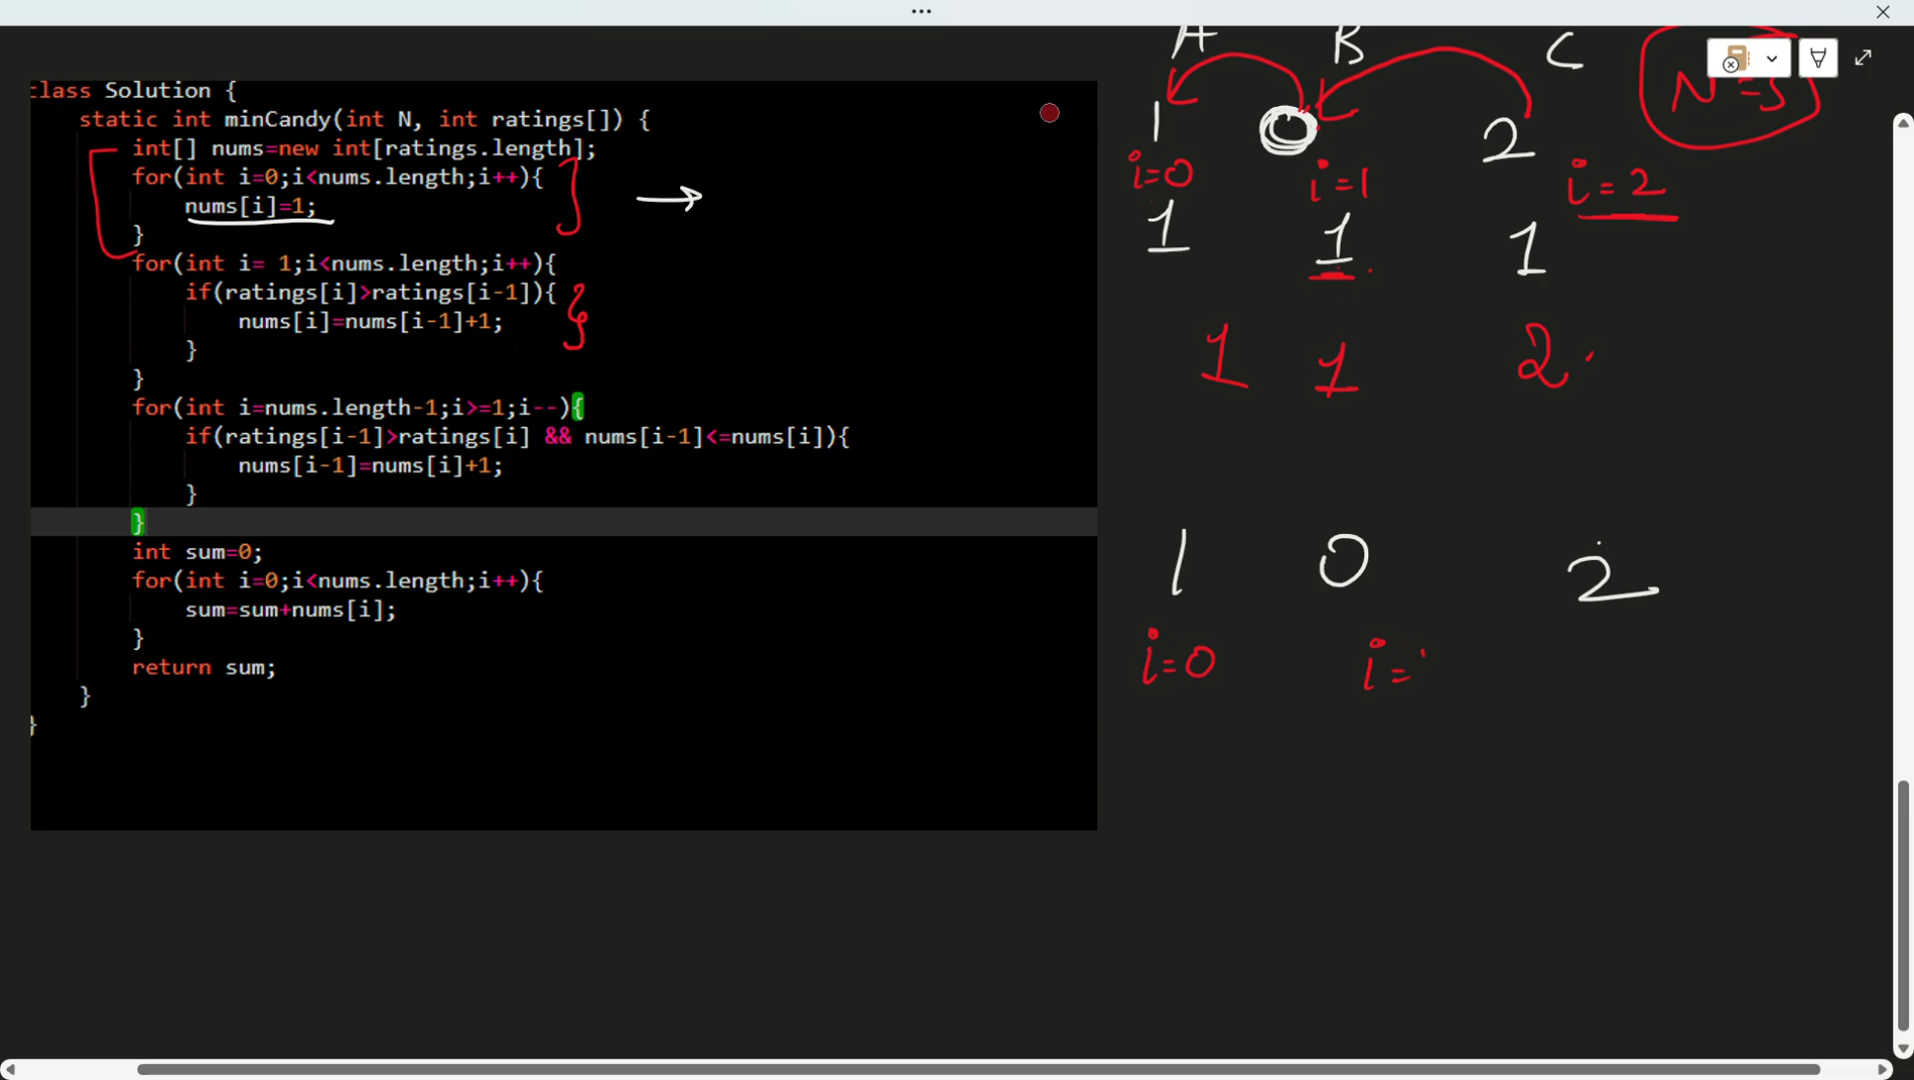 class Solution {
static int minCandy(int N, int ratings[]) {
int[] nums=new int[ratings.length];
for(int i=0;i<nums.length;i++){
nums[i]=1;
}
for(int i= 1;i<nums.length;i++){
if(ratings[i]>ratings[i-1]){
nums[i]=nums[i-1]+1;
}
}
for(int i=nums.length-1;i>=1;i--){
if(ratings[i-1]>ratings[i] && nums[i-1]<=nums[i]){
nums[i-1]=nums[i]+1;
}
}
int sum=0;
for(int i=0;i<nums.length;i++){
sum=sum+nums[i];
}
return sum;
}
}
A B C
1 0 2
i=0 i=1 i=2
1 1 1
1 1 2
1 0 2
i=0 i=